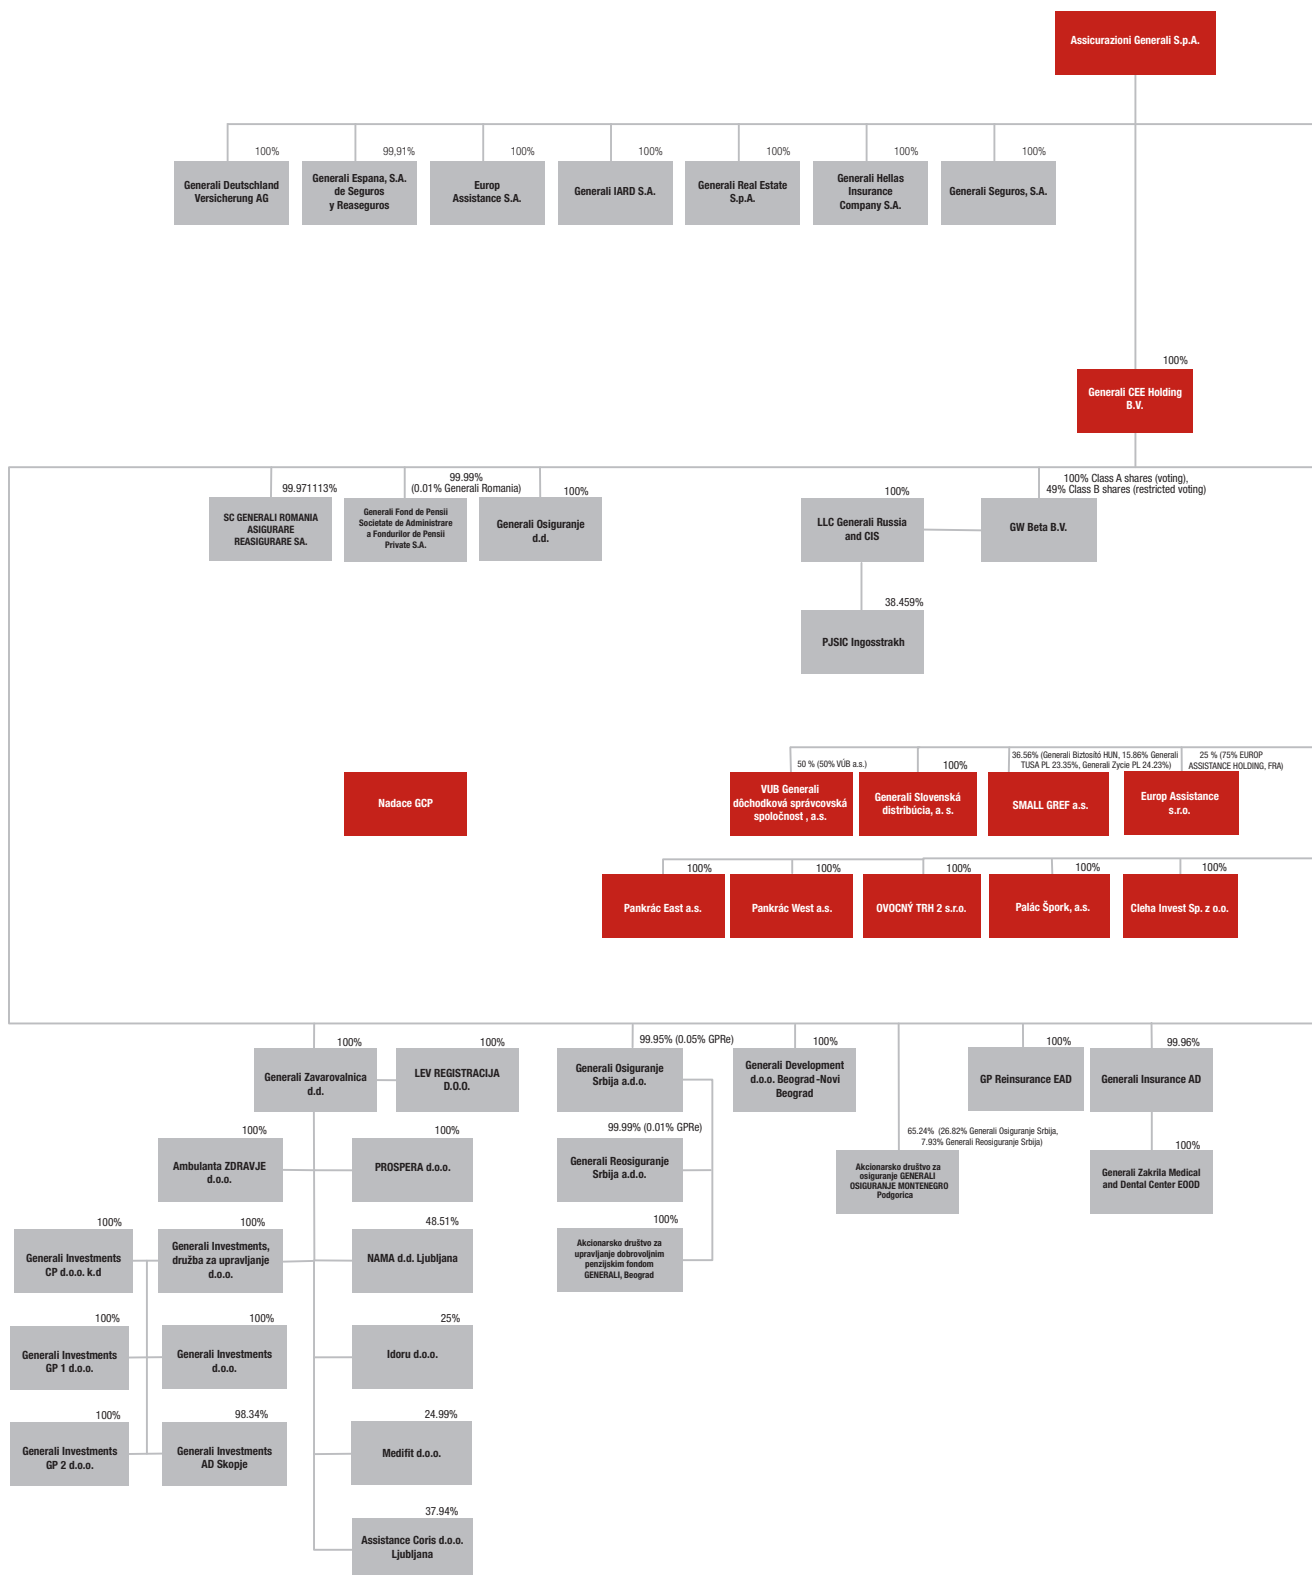 Assicurazioni Generali S.p.A.
100%
99,91%
100%
100%
100%
100%
100%
Generali Deutschland
Versicherung AG
Generali Espana, S.A.
de Seguros
y Reaseguros
Europ
Assistance S.A.
Generali IARD S.A.
Generali Real Estate
S.p.A.
Generali Hellas
Insurance
Company S.A.
Generali Seguros, S.A.
100%
Generali CEE Holding
B.V.
99.971113%
SC GENERALI ROMANIA
ASIGURARE
REASIGURARE SA.
99.99%
(0.01% Generali Romania)
Generali Fond de Pensii
Societate de Administrare
a Fondurilor de Pensii
Private S.A.
100%
Generali Osiguranje
d.d.
100%
LLC Generali Russia
and CIS
100% Class A shares (voting),
49% Class B shares (restricted voting)
GW Beta B.V.
38.459%
PJSIC Ingosstrakh
Nadace GCP
50 % (50% VÚB a.s.)
VUB Generali
dôchodková správcovská
spoločnost , a.s.
100%
Generali Slovenská
distribúcia, a. s.
36.56% (Generali Biztosító HUN, 15.86% Generali
TUSA PL 23.35%, Generali Zycie PL 24.23%)
SMALL GREF a.s.
25 % (75% EUROP
ASSISTANCE HOLDING, FRA)
Europ Assistance
s.r.o.
100%
Pankrác East a.s.
100%
Pankrác West a.s.
100%
OVOCNÝ TRH 2 s.r.o.
100%
Palác Špork, a.s.
100%
Cleha Invest Sp. z o.o.
100%
Generali Zavarovalnica
d.d.
100%
LEV REGISTRACIJA
D.O.O.
99.95% (0.05% GPRe)
Generali Osiguranje
Srbija a.d.o.
100%
Generali Development
d.o.o. Beograd-Novi
Beograd
100%
GP Reinsurance EAD
99.96%
Generali Insurance AD
100%
Ambulanta ZDRAVJE
d.o.o.
100%
PROSPERA d.o.o.
99.99% (0.01% GPRe)
Generali Reosiguranje
Srbija a.d.o.
65.24% (26.82% Generali Osiguranje Srbija,
7.93% Generali Reosiguranje Srbija)
Akcionarsko društvo za
osiguranje GENERALI
OSIGURANJE MONTENEGRO
Podgorica
100%
Generali Zakrila Medical
and Dental Center EOOD
100%
Generali Investments
CP d.o.o. k.d
100%
Generali Investments,
družba za upravljanje
d.o.o.
48.51%
NAMA d.d. Ljubljana
100%
Akcionarsko društvo za
upravljanje dobrovoljnim
penzijskim fondom
GENERALI, Beograd
100%
Generali Investments
GP 1 d.o.o.
100%
Generali Investments
d.o.o.
25%
Idoru d.o.o.
100%
Generali Investments
GP 2 d.o.o.
98.34%
Generali Investments
AD Skopje
24.99%
Medifit d.o.o.
37.94%
Assistance Coris d.o.o.
Ljubljana